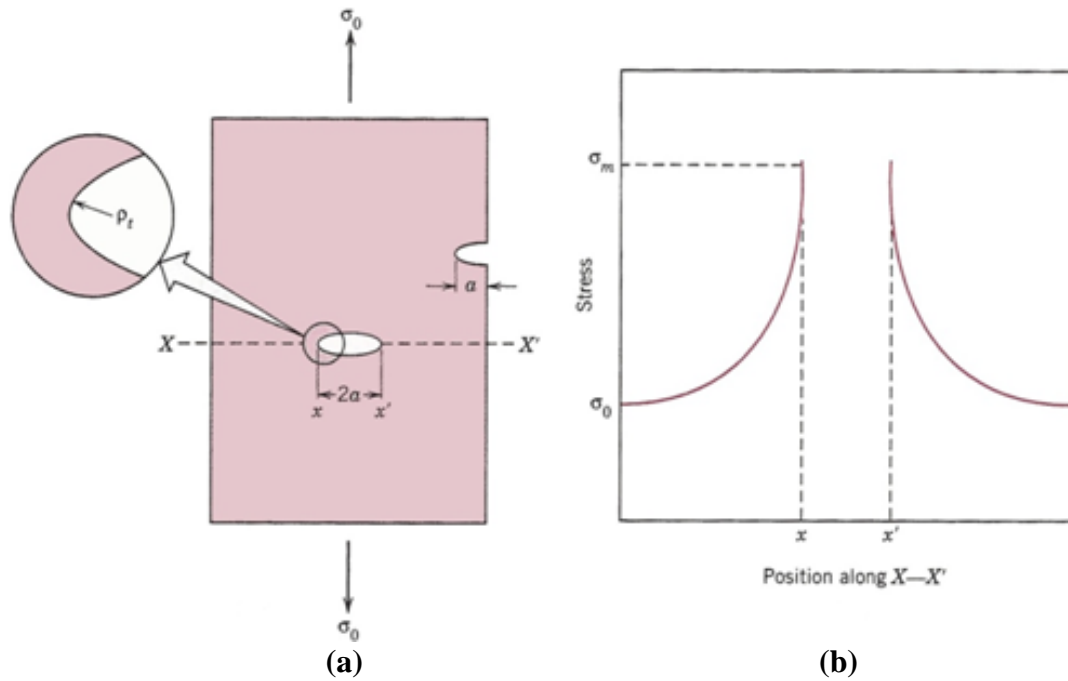 σ₀
ρₜ
a
X
X′
2a
x
x′
σ₀
(a)
Stress
σₘ
σ₀
x
x′
Position along X—X′
(b)